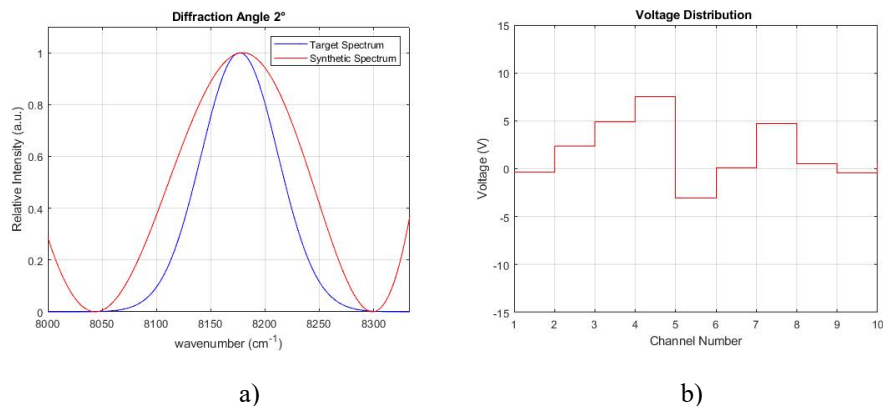 Diffraction Angle 2°
Target Spectrum
Synthetic Spectrum
Relative Intensity (a.u.)
1
0.8
0.6
0.4
0.2
0
8000 8050 8100 8150 8200 8250 8300
wavenumber (cm-1)
a)
Voltage Distribution
Voltage (V)
15
10
5
0
-5
-10
-15
1 2 3 4 5 6 7 8 9 10
Channel Number
b)